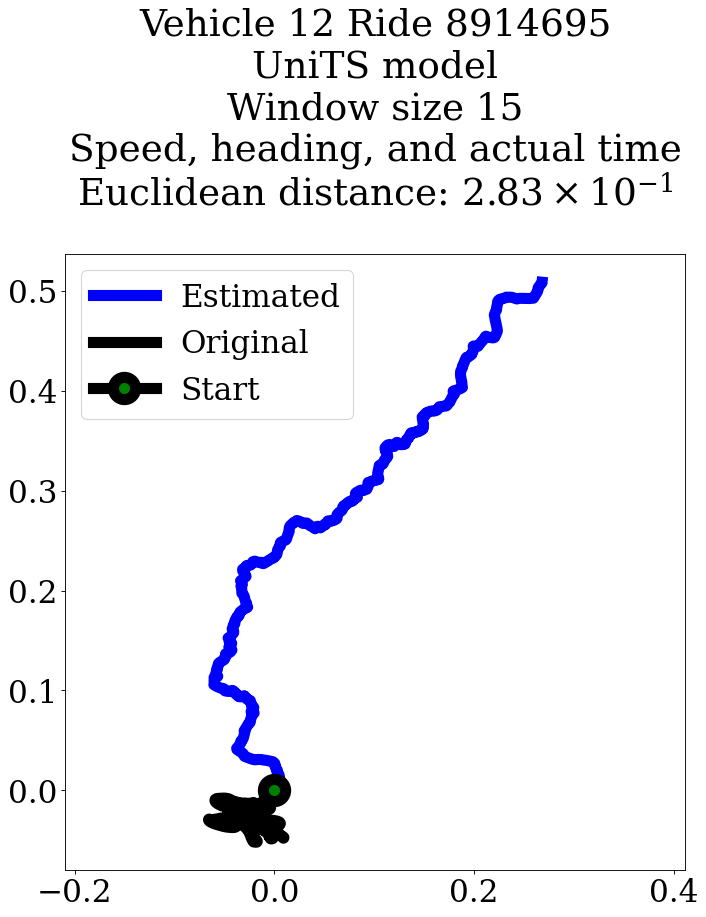 Vehicle 12 Ride 8914695
UniTS model
Window size 15
Speed, heading, and actual time
Euclidean distance: 2.83 × 10⁻¹
Estimated
Original
Start
0.5
0.4
0.3
0.2
0.1
0.0
−0.2 0.0 0.2 0.4